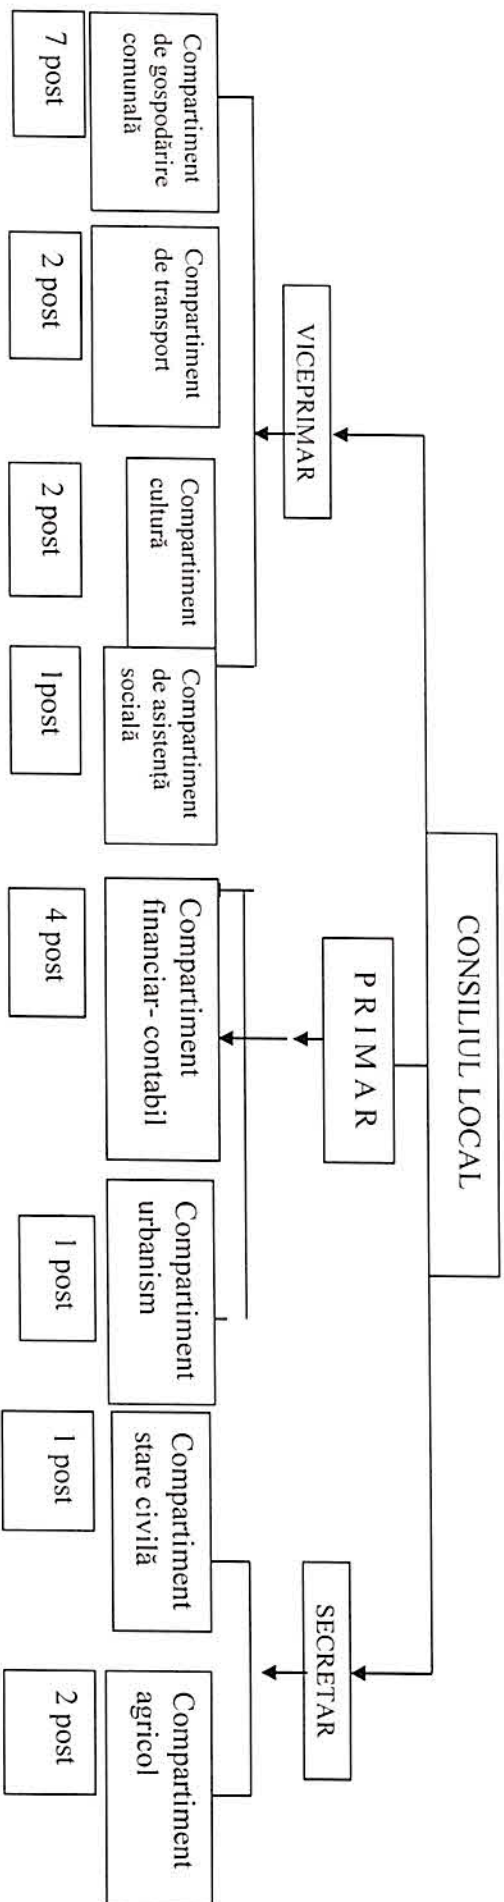 CONSILIUL LOCAL
VICEPRIMAR
P R I M A R
SECRETAR
Compartiment
de gospodărire
comunală
Compartiment
de transport
Compartiment
cultură
Compartiment
de asistență
socială
Compartiment
financiar- contabil
Compartiment
urbanism
Compartiment
stare civilă
Compartiment
agricol
7 post
2 post
2 post
1post
4 post
1 post
1 post
2 post